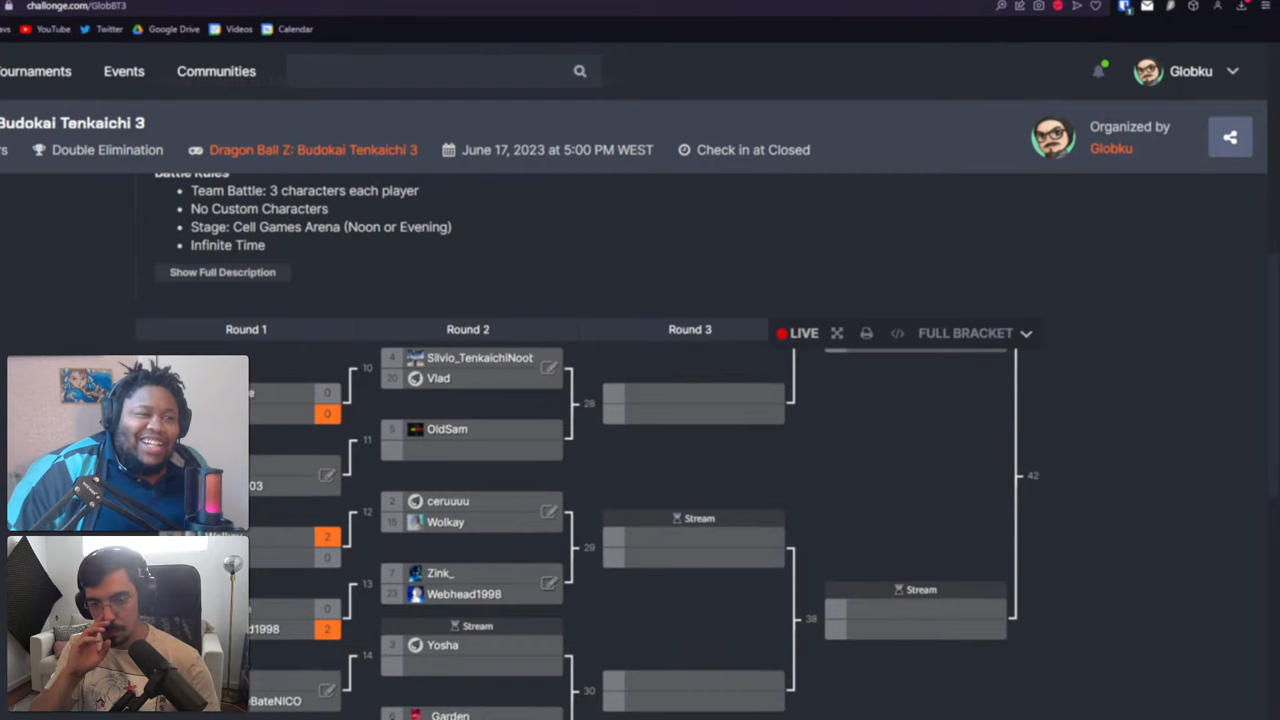 challonge.com/GlobBT3
YouTube Twitter Google Drive Videos Calendar
Tournaments Events Communities
Globku
Budokai Tenkaichi 3
Organized by
Globku
Double Elimination Dragon Ball Z: Budokai Tenkaichi 3 June 17, 2023 at 5:00 PM WEST Check in at Closed
Battle Rules
Team Battle: 3 characters each player
No Custom Characters
Stage: Cell Games Arena (Noon or Evening)
Infinite Time
Show Full Description
Round 1 Round 2 Round 3
LIVE FULL BRACKET
4 Silvio_TenkaichiNoob
10
20 Vlad
0
0
28
5 OldSam
11
03
2 ceruuuu
12
15 Wolkay
Stream
Wolkay 2
0
29
7 Zink_
13
23 Webhead1998
Stream
0
d1998 2
38
Stream
3 Yosha
14
BateNICO
30
6 Garden
42